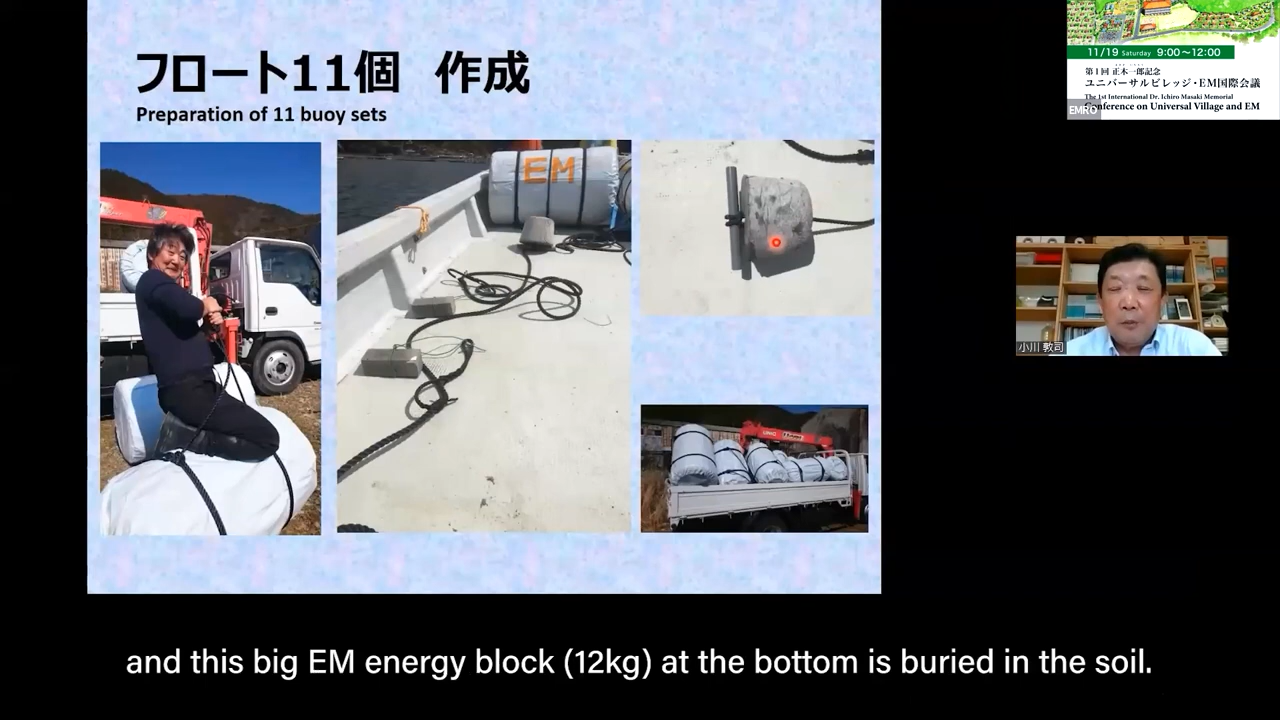 フロート11個 作成
Preparation of 11 buoy sets
EM
11/19 Saturday 9:00～12:00
第1回 正木一郎記念
ユニバーサルビレッジ・EM国際会議
The 1st International Dr. Ichiro Masaki Memorial
Conference on Universal Village and EM
EMRO
小川 敦司
and this big EM energy block (12kg) at the bottom is buried in the soil.